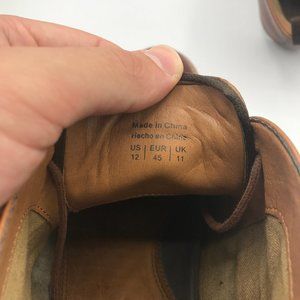 Made in China
Hecho en China
US | EUR | UK
12 | 45 | 11